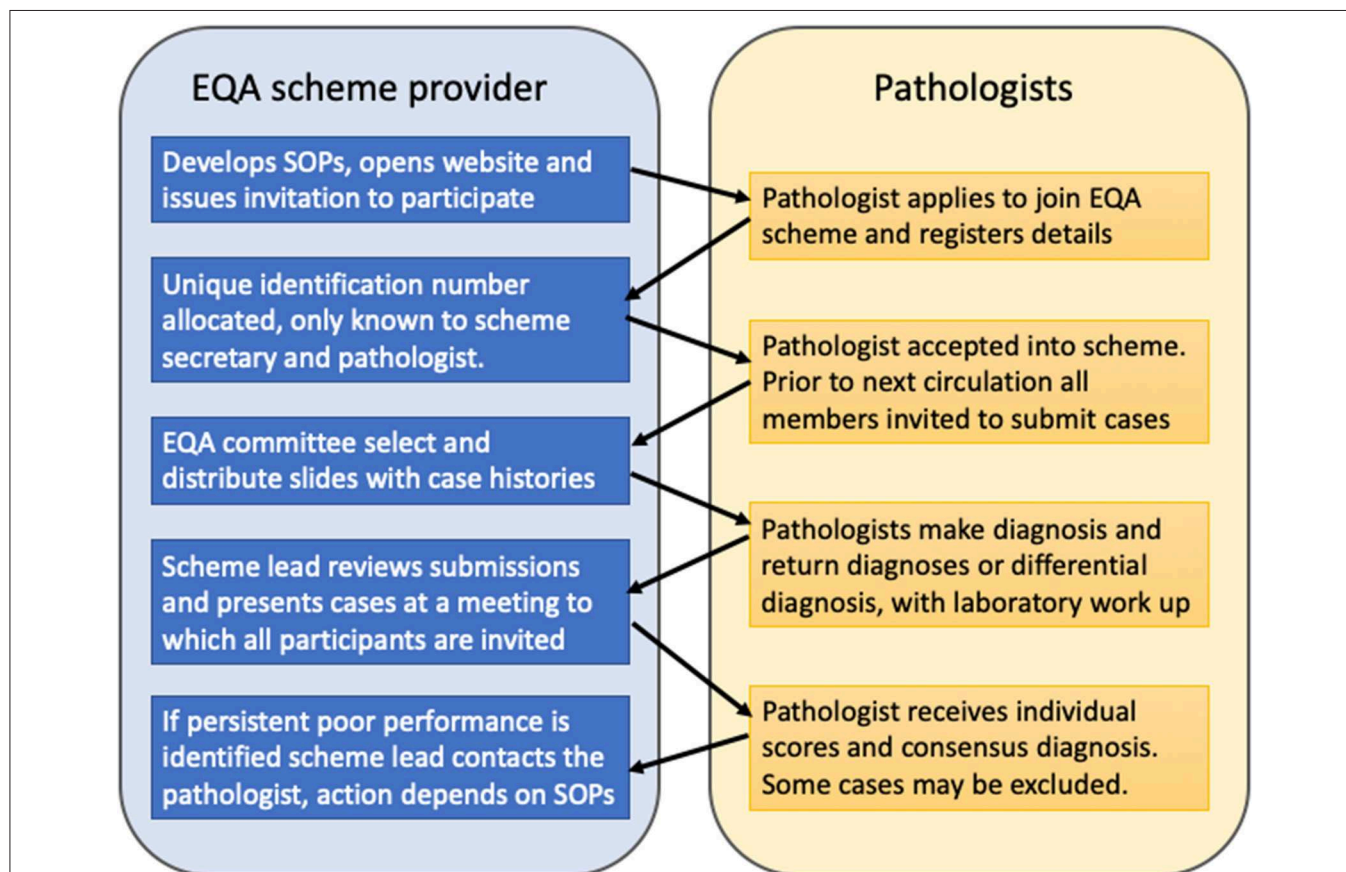 EQA scheme provider
Develops SOPs, opens website and
issues invitation to participate
Unique identification number
allocated, only known to scheme
secretary and pathologist.
EQA committee select and
distribute slides with case histories
Scheme lead reviews submissions
and presents cases at a meeting to
which all participants are invited
If persistent poor performance is
identified scheme lead contacts the
pathologist, action depends on SOPs
Pathologists
Pathologist applies to join EQA
scheme and registers details
Pathologist accepted into scheme.
Prior to next circulation all
members invited to submit cases
Pathologists make diagnosis and
return diagnoses or differential
diagnosis, with laboratory work up
Pathologist receives individual
scores and consensus diagnosis.
Some cases may be excluded.